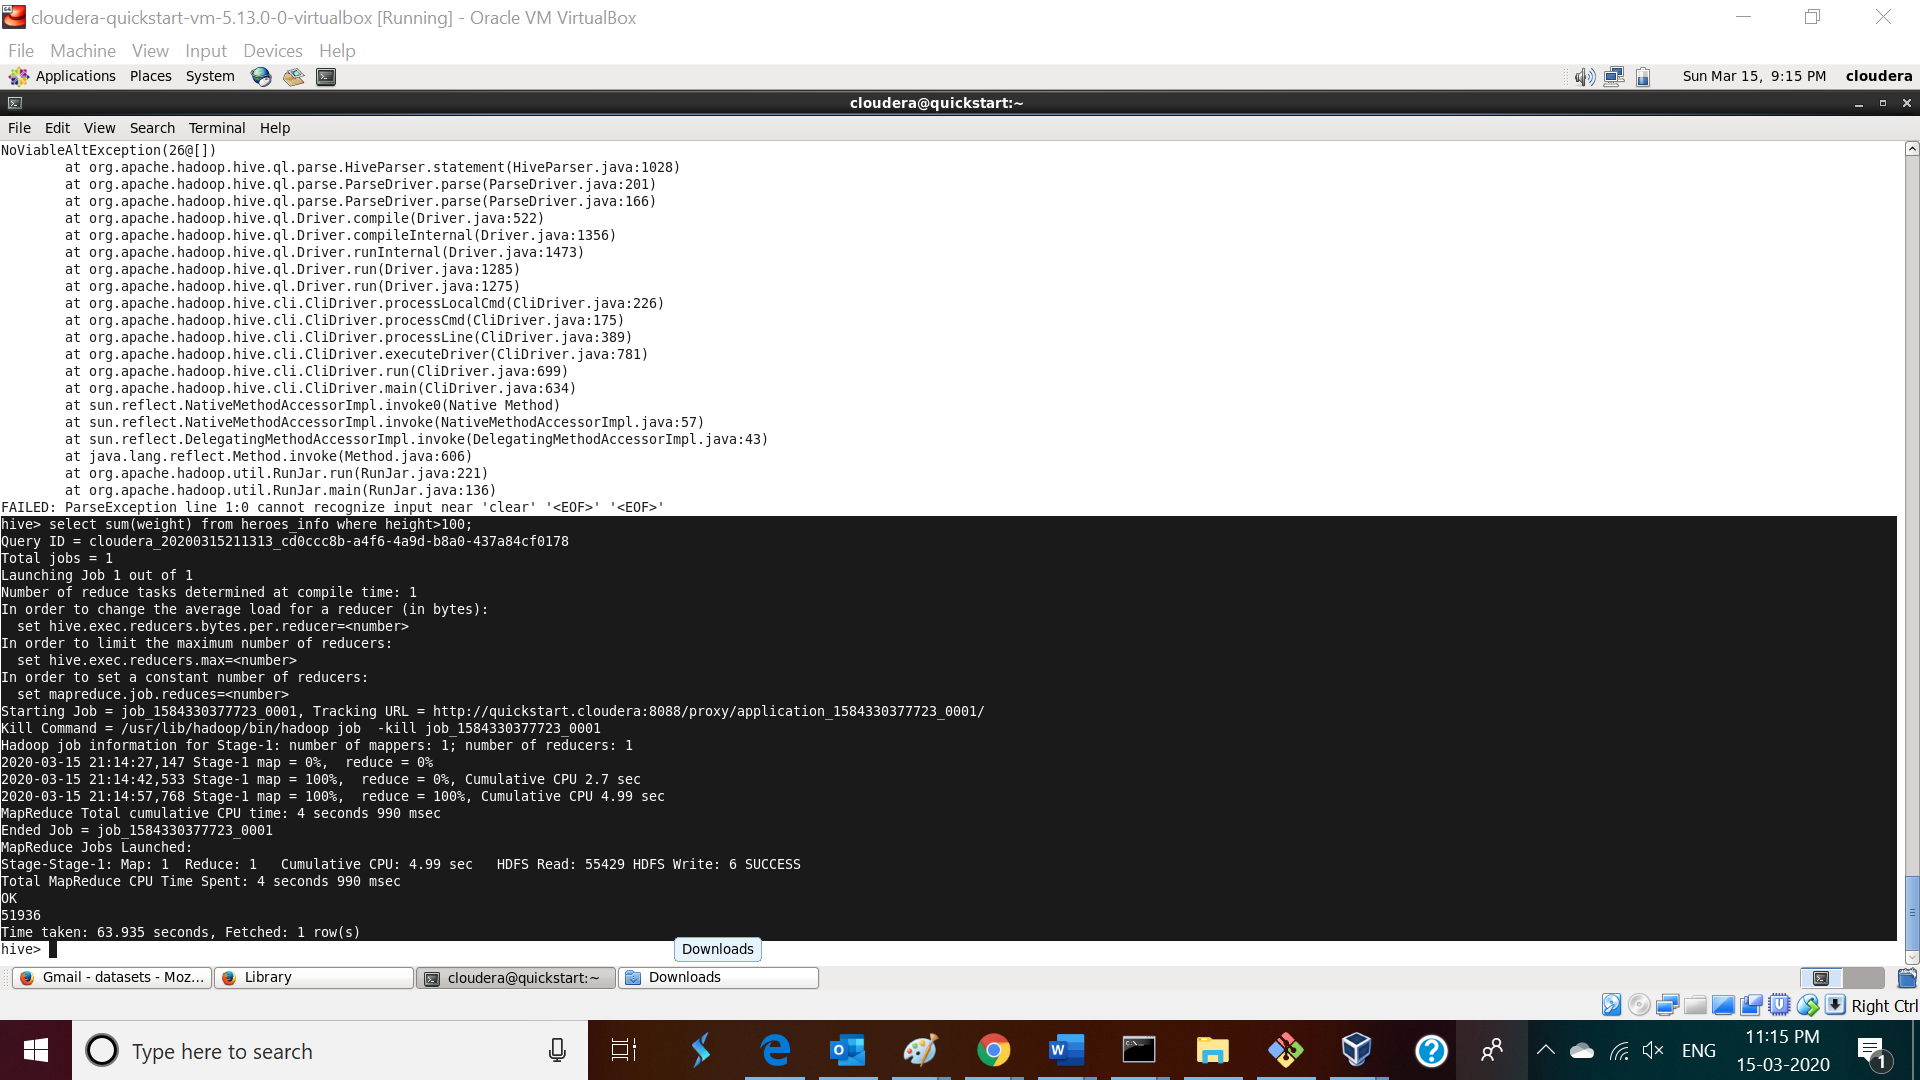 cloudera-quickstart-vm-5.13.0-0-virtualbox [Running] - Oracle VM VirtualBox
File Machine View Input Devices Help
Applications Places System Sun Mar 15, 9:15 PM cloudera
cloudera@quickstart:~
File Edit View Search Terminal Help
NoViableAltException(26@[])
at org.apache.hadoop.hive.ql.parse.HiveParser.statement(HiveParser.java:1028)
at org.apache.hadoop.hive.ql.parse.ParseDriver.parse(ParseDriver.java:201)
at org.apache.hadoop.hive.ql.parse.ParseDriver.parse(ParseDriver.java:166)
at org.apache.hadoop.hive.ql.Driver.compile(Driver.java:522)
at org.apache.hadoop.hive.ql.Driver.compileInternal(Driver.java:1356)
at org.apache.hadoop.hive.ql.Driver.runInternal(Driver.java:1473)
at org.apache.hadoop.hive.ql.Driver.run(Driver.java:1285)
at org.apache.hadoop.hive.ql.Driver.run(Driver.java:1275)
at org.apache.hadoop.hive.cli.CliDriver.processLocalCmd(CliDriver.java:226)
at org.apache.hadoop.hive.cli.CliDriver.processCmd(CliDriver.java:175)
at org.apache.hadoop.hive.cli.CliDriver.processLine(CliDriver.java:389)
at org.apache.hadoop.hive.cli.CliDriver.executeDriver(CliDriver.java:781)
at org.apache.hadoop.hive.cli.CliDriver.run(CliDriver.java:699)
at org.apache.hadoop.hive.cli.CliDriver.main(CliDriver.java:634)
at sun.reflect.NativeMethodAccessorImpl.invoke0(Native Method)
at sun.reflect.NativeMethodAccessorImpl.invoke(NativeMethodAccessorImpl.java:57)
at sun.reflect.DelegatingMethodAccessorImpl.invoke(DelegatingMethodAccessorImpl.java:43)
at java.lang.reflect.Method.invoke(Method.java:606)
at org.apache.hadoop.util.RunJar.run(RunJar.java:221)
at org.apache.hadoop.util.RunJar.main(RunJar.java:136)
FAILED: ParseException line 1:0 cannot recognize input near 'clear' '<EOF>' '<EOF>'
hive> select sum(weight) from heroes_info where height>100;
Query ID = cloudera_20200315211313_cd0ccc8b-a4f6-4a9d-b8a0-437a84cf0178
Total jobs = 1
Launching Job 1 out of 1
Number of reduce tasks determined at compile time: 1
In order to change the average load for a reducer (in bytes):
set hive.exec.reducers.bytes.per.reducer=<number>
In order to limit the maximum number of reducers:
set hive.exec.reducers.max=<number>
In order to set a constant number of reducers:
set mapreduce.job.reduces=<number>
Starting Job = job_1584330377723_0001, Tracking URL = http://quickstart.cloudera:8088/proxy/application_1584330377723_0001/
Kill Command = /usr/lib/hadoop/bin/hadoop job  -kill job_1584330377723_0001
Hadoop job information for Stage-1: number of mappers: 1; number of reducers: 1
2020-03-15 21:14:27,147 Stage-1 map = 0%,  reduce = 0%
2020-03-15 21:14:42,533 Stage-1 map = 100%,  reduce = 0%, Cumulative CPU 2.7 sec
2020-03-15 21:14:57,768 Stage-1 map = 100%,  reduce = 100%, Cumulative CPU 4.99 sec
MapReduce Total cumulative CPU time: 4 seconds 990 msec
Ended Job = job_1584330377723_0001
MapReduce Jobs Launched:
Stage-Stage-1: Map: 1  Reduce: 1   Cumulative CPU: 4.99 sec   HDFS Read: 55429 HDFS Write: 6 SUCCESS
Total MapReduce CPU Time Spent: 4 seconds 990 msec
OK
51936
Time taken: 63.935 seconds, Fetched: 1 row(s)
hive>
Downloads
Gmail - datasets - Moz... Library cloudera@quickstart:~ Downloads
Right Ctrl
Type here to search
ENG
11:15 PM
15-03-2020
1